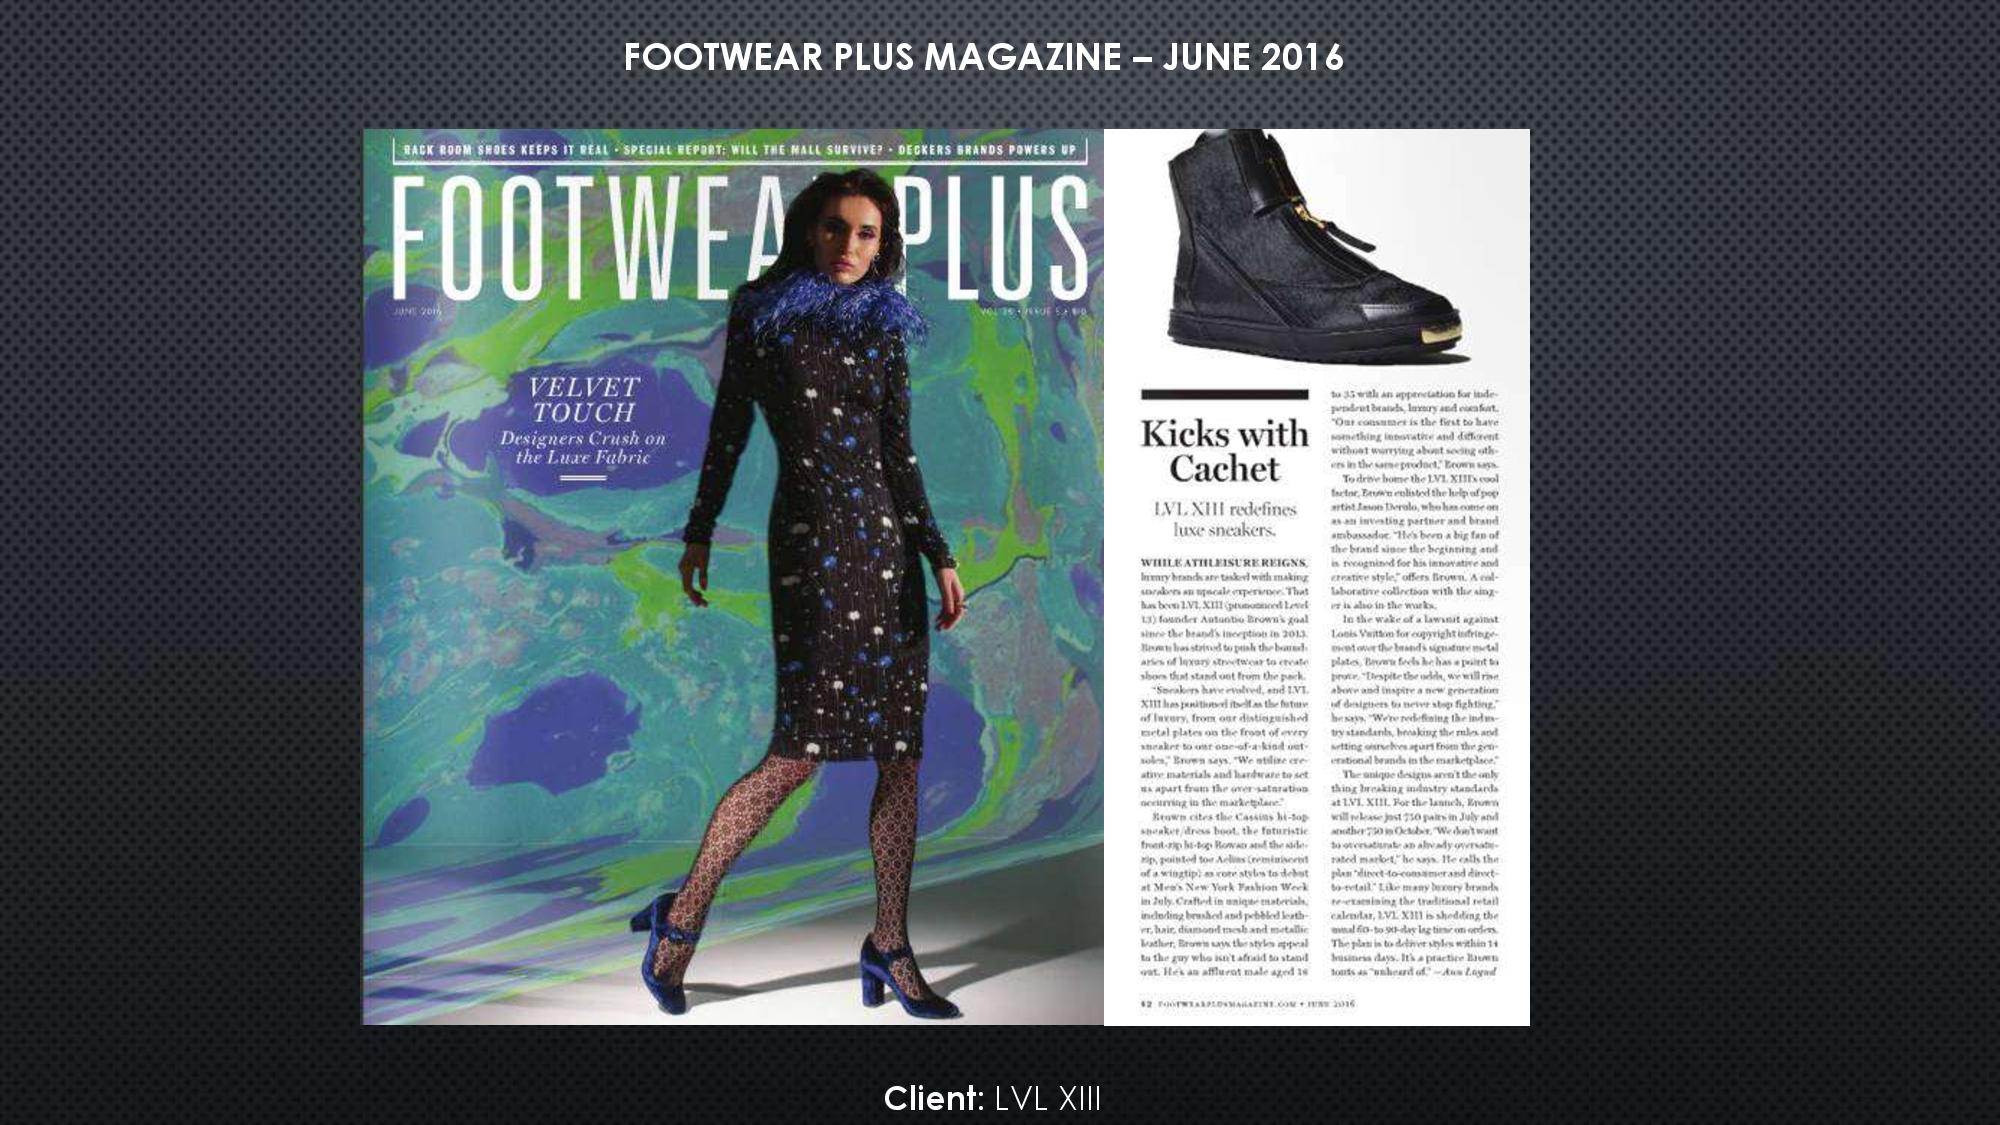 FOOTWEAR PLUS MAGAZINE – JUNE 2016
RACK ROOM SHOES KEEPS IT REAL • SPECIAL REPORT: WILL THE MALL SURVIVE? • DECKERS BRANDS POWERS UP
FOOTWEA PLUS
JUNE 2016
VOL 26 • ISSUE 5 • $10
VELVET
TOUCH
Designers Crush on
the Luxe Fabric
Kicks with
Cachet
LVL XIII redefines
luxe sneakers.
WHILE ATHLEISURE REIGNS,
luxury brands are tasked with making
sneakers an upscale experience. That
has been LVL XIII (pronounced Level
13) founder Antonio Brown's goal
since the brand's inception in 2013.
Brown has strived to push the bound-
aries of luxury streetwear to create
shoes that stand out from the pack.
"Sneakers have evolved, and LVL
XIII has positioned itself as the future
of luxury, from our distinguished
metal plates on the front of every
sneaker to our one-of-a-kind out-
soles," Brown says. "We utilize cre-
ative materials and hardware to set
us apart from the over-saturation
occurring in the marketplace."
Brown cites the Cassius hi-top
sneaker/dress boot, the futuristic
front-zip hi-top Rowan and the side-
zip, pointed toe Aelius (reminiscent
of a wingtip) as core styles to debut
at Men's New York Fashion Week
in July. Crafted in unique materials,
including brushed and pebbled leath-
er, hair, diamond mesh and metallic
leather, Brown says the styles appeal
to the guy who isn't afraid to stand
out. He's an affluent male aged 18
to 35 with an appreciation for inde-
pendent brands, luxury and comfort.
"Our consumer is the first to have
something innovative and different
without worrying about seeing oth-
ers in the same product," Brown says.
To drive home the LVL XIII's cool
factor, Brown enlisted the help of pop
artist Jason Derulo, who has come on
as an investing partner and brand
ambassador. "He's been a big fan of
the brand since the beginning and
is recognized for his innovative and
creative style," offers Brown. A col-
laborative collection with the sing-
er is also in the works.
In the wake of a lawsuit against
Louis Vuitton for copyright infringe-
ment over the brand's signature metal
plates, Brown feels he has a point to
prove. "Despite the odds, we will rise
above and inspire a new generation
of designers to never stop fighting,"
he says. "We're redefining the indus-
try standards, breaking the rules and
setting ourselves apart from the gen-
erational brands in the marketplace."
The unique designs aren't the only
thing breaking industry standards
at LVL XIII. For the launch, Brown
will release just 750 pairs in July and
another 750 in October. "We don't want
to oversaturate an already oversatu-
rated market," he says. He calls the
plan "direct-to-consumer and direct-
to-retail." Like many luxury brands
re-examining the traditional retail
calendar, LVL XIII is shedding the
usual 60- to 90-day lag time on orders.
The plan is to deliver styles within 14
business days. It's a practice Brown
touts as "unheard of." —Ann Loynd
62 FOOTWEARPLUSMAGAZINE.COM • JUNE 2016
Client: LVL XIII